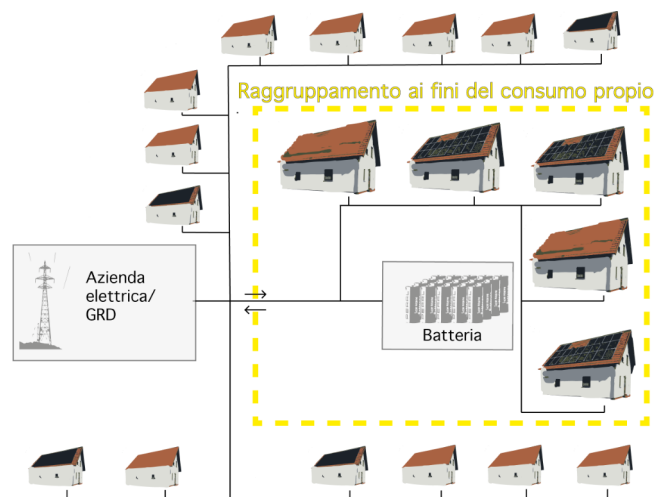 Raggruppamento ai fini del consumo propio
Azienda
elettrica/
GRD
Batteria